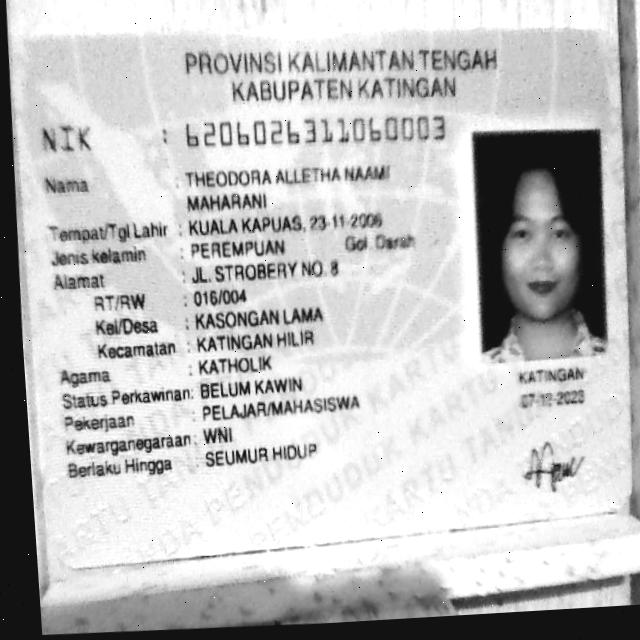 PROVINSI KALIMANTAN TENGAH
KABUPATEN KATINGAN
NIK : 6206026311060003
Nama : THEODORA ALLETHA NAAMI
MAHARANI
Tempat/Tgl Lahir : KUALA KAPUAS, 23-11-2006
Jenis kelamin : PEREMPUAN Gol. Darah
Alamat : JL. STROBERY NO. 8
RT/RW : 016/004
Kel/Desa : KASONGAN LAMA
Kecamatan : KATINGAN HILIR
Agama : KATHOLIK
Status Perkawinan: BELUM KAWIN
Pekerjaan : PELAJAR/MAHASISWA
Kewarganegaraan: WNI
Berlaku Hingga : SEUMUR HIDUP
KATINGAN
07-12-2023